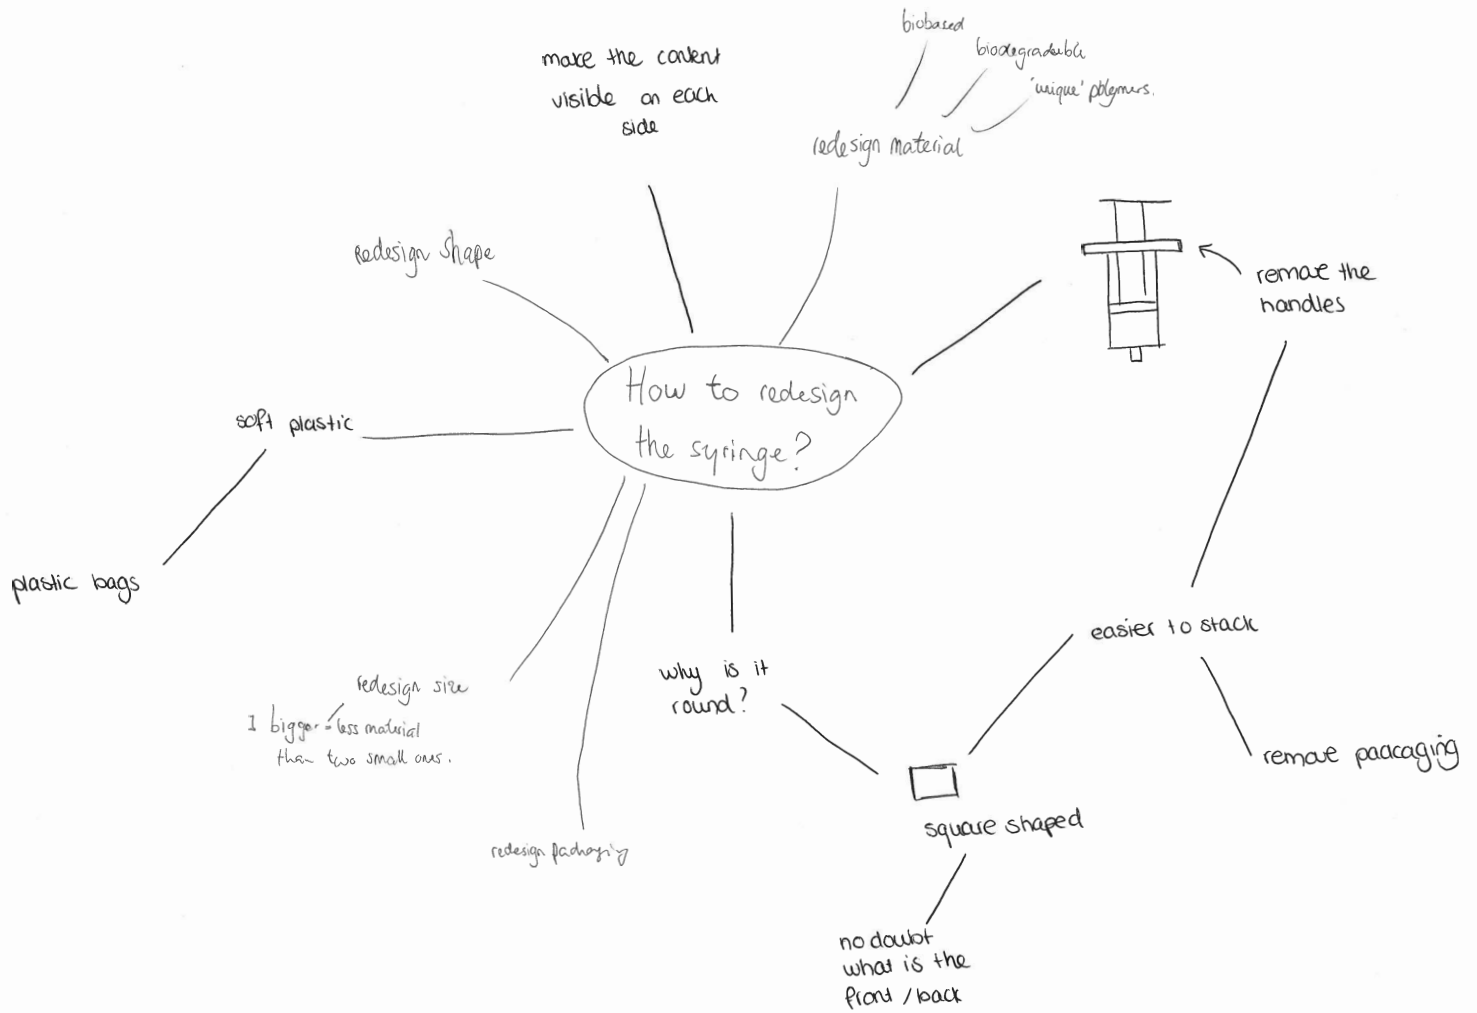 biobased
biodegradable
'unique' polymers.
redesign material
make the content
visible on each
side
Redesign Shape
remove the
handles
How to redesign
the syringe?
soft plastic
plastic bags
easier to stack
remove paacaging
why is it
round?
square shaped
no doubt
what is the
front / back
redesign size
1 bigger = less material
than two small ones.
redesign packaging